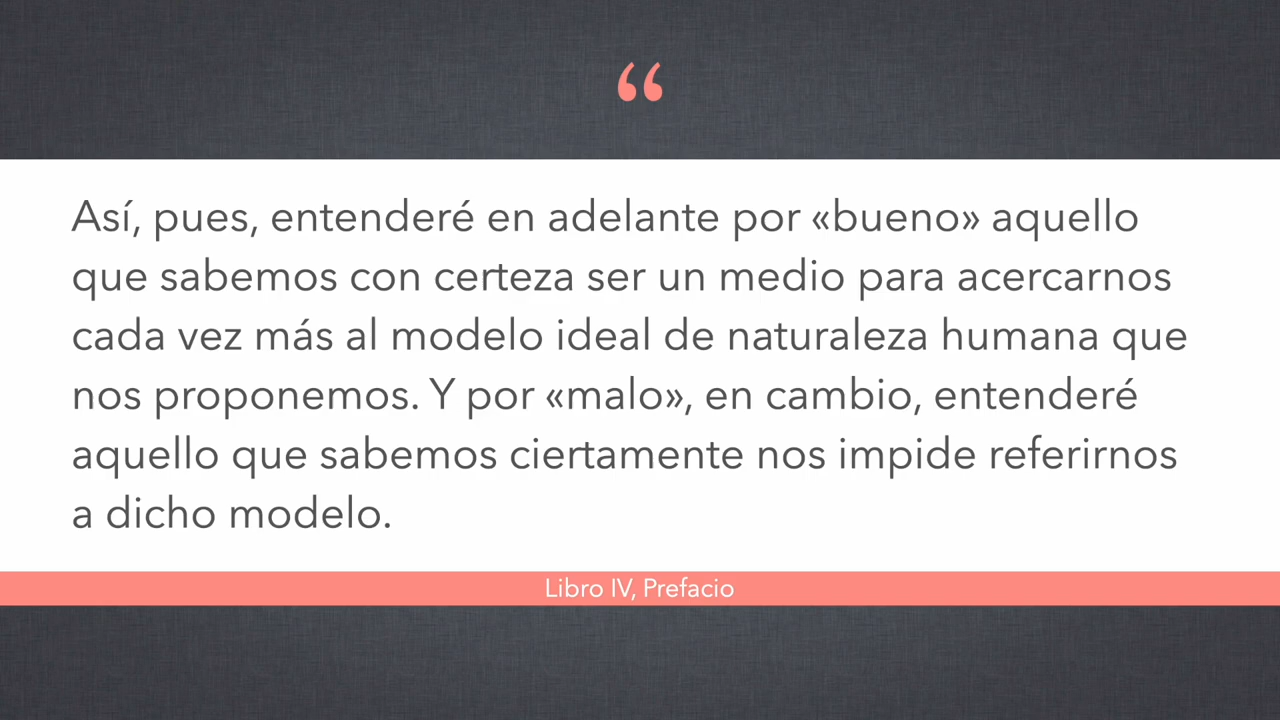 “
Así, pues, entenderé en adelante por «bueno» aquello
que sabemos con certeza ser un medio para acercarnos
cada vez más al modelo ideal de naturaleza humana que
nos proponemos. Y por «malo», en cambio, entenderé
aquello que sabemos ciertamente nos impide referirnos
a dicho modelo.
Libro IV, Prefacio